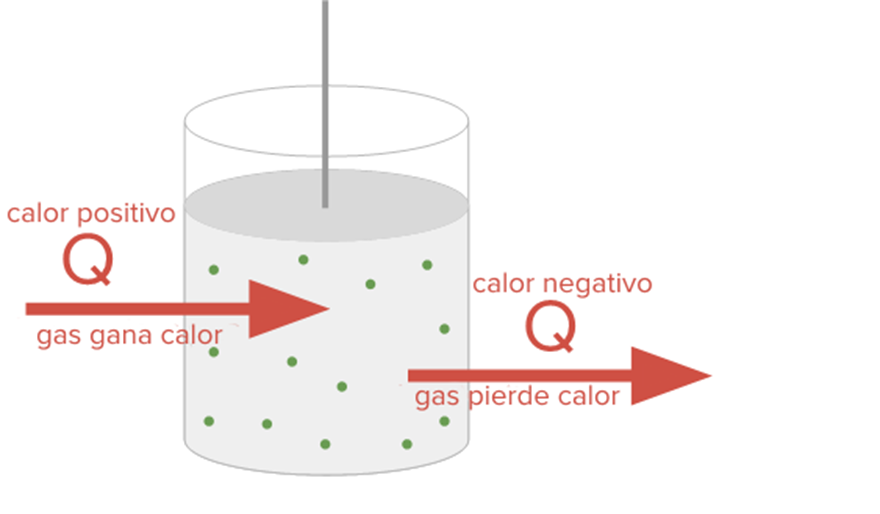 calor positivo
Q
gas gana calor
calor negativo
Q
gas pierde calor